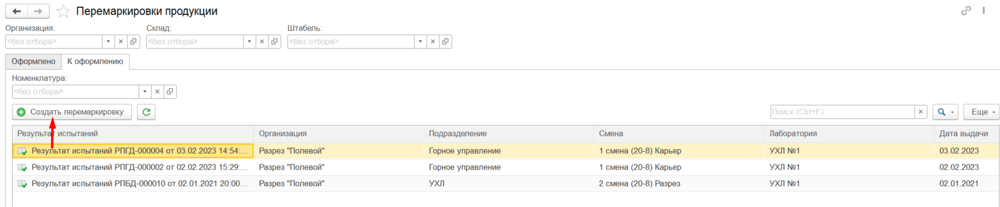 Перемаркировки продукции
Организация: Склад: Штабель:
<без отбора> <без отбора> <без отбора>
Оформлено К оформлению
Номенклатура:
<без отбора>
Создать перемаркировку Поиск (Ctrl+F) Еще
Результат испытаний Организация Подразделение Смена Лаборатория Дата выдачи
Результат испытаний РПГД-000004 от 03.02.2023 14:54:... Разрез "Полевой" Горное управление 1 смена (20-8) Карьер УХЛ №1 03.02.2023
Результат испытаний РПГД-000002 от 02.02.2023 15:29:... Разрез "Полевой" Горное управление 1 смена (20-8) Карьер УХЛ №1 02.02.2023
Результат испытаний РПБД-000010 от 02.01.2021 20:00... Разрез "Полевой" УХЛ 2 смена (20-8) Разрез УХЛ №1 02.01.2021